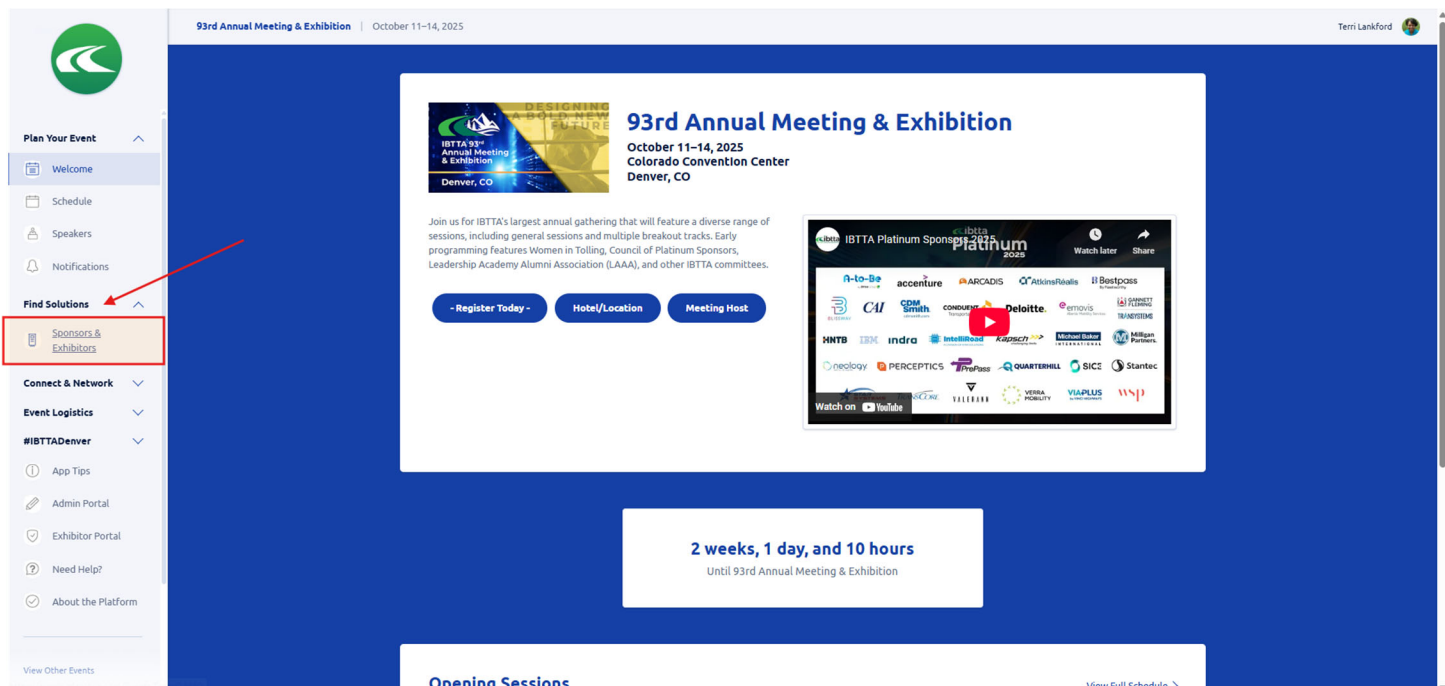 93rd Annual Meeting & Exhibition | October 11–14, 2025
Terri Lankford
Plan Your Event
Welcome
Schedule
Speakers
Notifications
Find Solutions
Sponsors &
Exhibitors
Connect & Network
Event Logistics
#IBTTADenver
App Tips
Admin Portal
Exhibitor Portal
Need Help?
About the Platform
View Other Events
DESIGNING
A BOLD NEW
FUTURE
IBTTA 93rd
Annual Meeting
& Exhibition
Denver, CO
93rd Annual Meeting & Exhibition
October 11–14, 2025
Colorado Convention Center
Denver, CO
Join us for IBTTA's largest annual gathering that will feature a diverse range of
sessions, including general sessions and multiple breakout tracks. Early
programming features Women in Tolling, Council of Platinum Sponsors,
Leadership Academy Alumni Association (LAAA), and other IBTTA committees.
- Register Today -
Hotel/Location
Meeting Host
ibtta
IBTTA Platinum Sponsors 2025
ibtta
Platinum
2025
Watch later
Share
A-to-Be accenture ARCADIS AtkinsRéalis Bestpass
CAI CDM Smith CONDUENT Deloitte. emovis GANNETT FLEMING TRANSYSTEMS
HNTB IBM indra IntelliRoad kapsch >>> Michael Baker INTERNATIONAL Milligan Partners.
neology PERCEPTICS PrePass QUARTERHILL SICE Stantec
TRANSCORE VALERANN VERRA MOBILITY VIAPLUS wsp
Watch on YouTube
2 weeks, 1 day, and 10 hours
Until 93rd Annual Meeting & Exhibition
Opening Sessions
View Full Schedule >